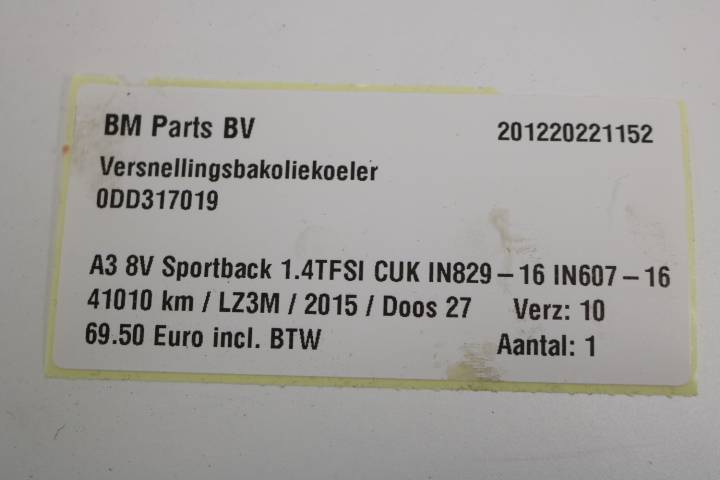 BM Parts BV 201220221152
Versnellingsbakoliekoeler
0DD317019
A3 8V Sportback 1.4TFSI CUK IN829-16 IN607-16
41010 km / LZ3M / 2015 / Doos 27 Verz: 10
69.50 Euro incl. BTW Aantal: 1